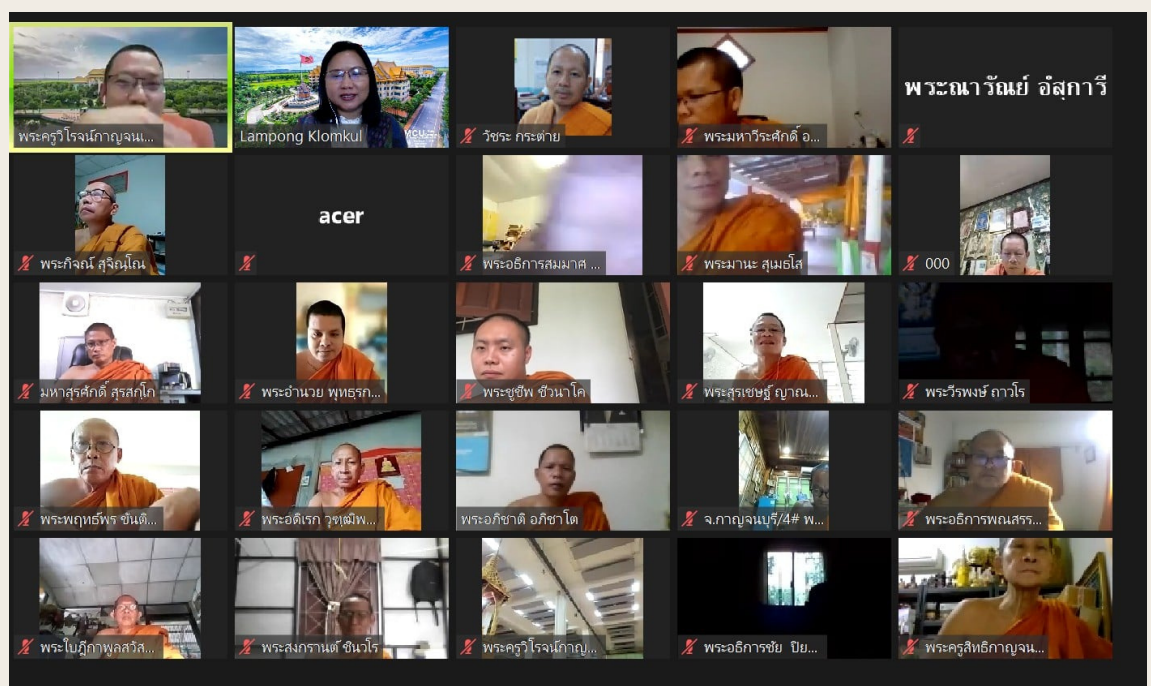 พระครูวิโรจน์กาญจนเ...
Lampong Klomkul
MCU
วัชระ กระต่าย
พระมหาวีระศักดิ์ อ...
พระณารัณย์ อํสุการี
พระกิจณ์ สุจิณฺโณ
acer
พระอธิการสมมาศ ...
พระมานะ สุเมธโส
000
มหาสุรศักดิ์ สุรสกฺโก
พระอำนวย พุทธฺรก...
พระชูชีพ ชีวนาโค
พระสุรเชษฐ์ ญาณ...
พระวีรพงษ์ ถาวโร
พระพฤทธ์พร ขันติ...
พระอดิเรก วุฑฺฒิพ...
พระอภิชาติ อภิชาโต
จ.กาญจนบุรี/4# พ...
พระอธิการพณสรร...
พระใบฎีกาพูลสวัส...
พระสงกรานต์ ชินวโร
พระครูวิโรจน์กาญ...
พระอธิการชัย ปิย...
พระครูสิทธิกาญจน...